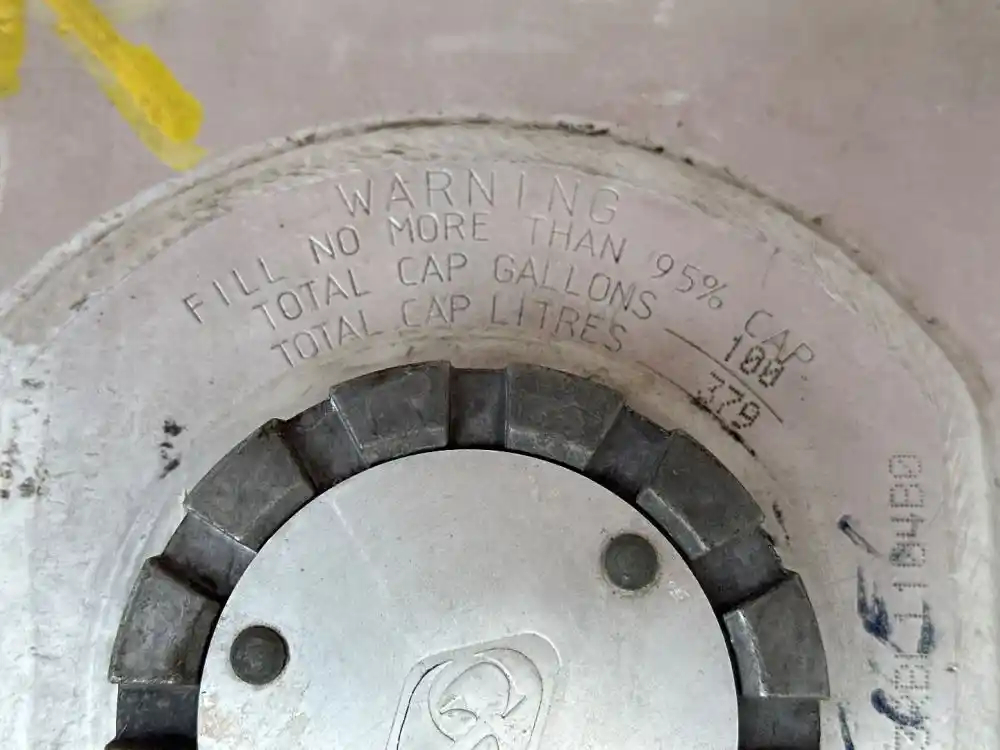 WARNING
FILL NO MORE THAN 95% CAP
TOTAL CAP GALLONS 100
TOTAL CAP LITRES 379